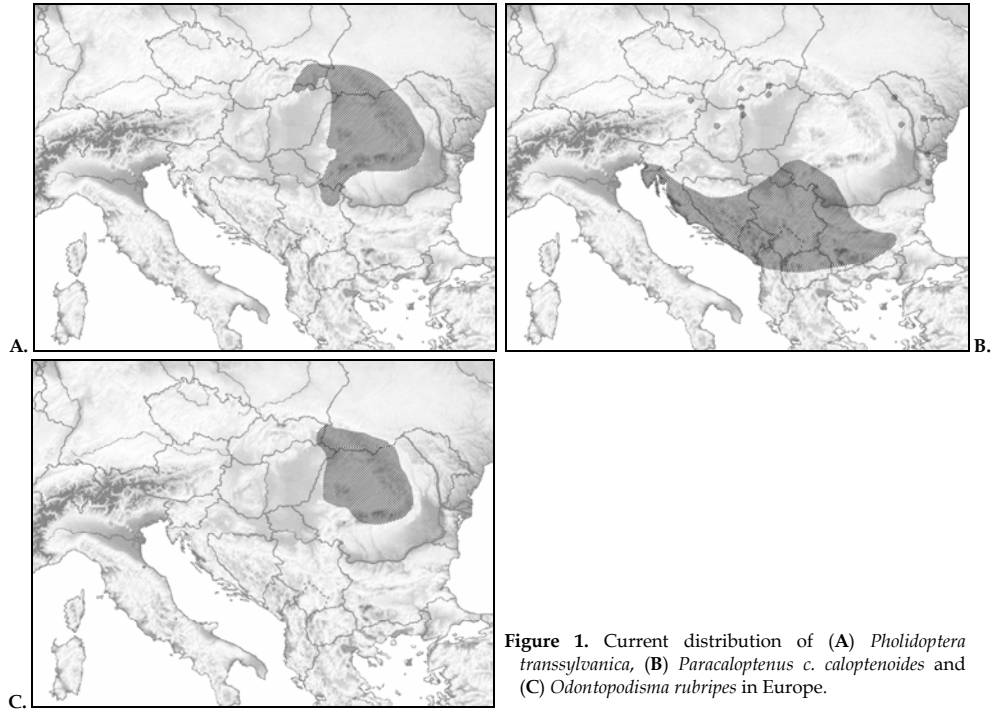 A.
B.
C.
Figure 1. Current distribution of (A) Pholidoptera
transsylvanica, (B) Paracaloptenus c. caloptenoides and
(C) Odontopodisma rubripes in Europe.